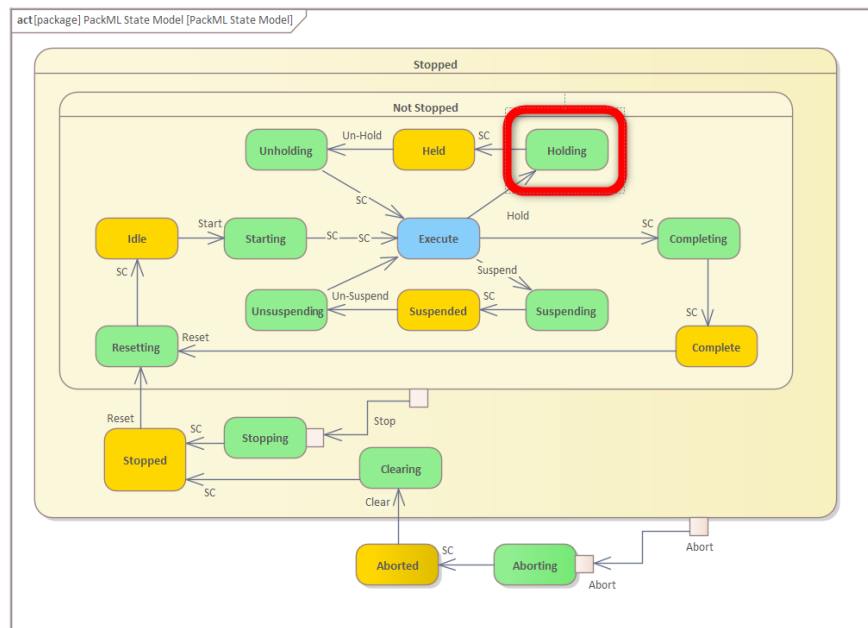 act [package] PackML State Model [PackML State Model]
Stopped
Not Stopped
Unholding
Un-Hold
Held
SC
Holding
SC
Hold
Idle
Start
Starting
SC
SC
Execute
SC
Completing
SC
Suspend
Unsuspending
Un-Suspend
Suspended
SC
Suspending
SC
Resetting
Reset
Complete
Reset
Stop
SC
Stopping
Stopped
Clearing
SC
Clear
Abort
Aborted
SC
Aborting
Abort